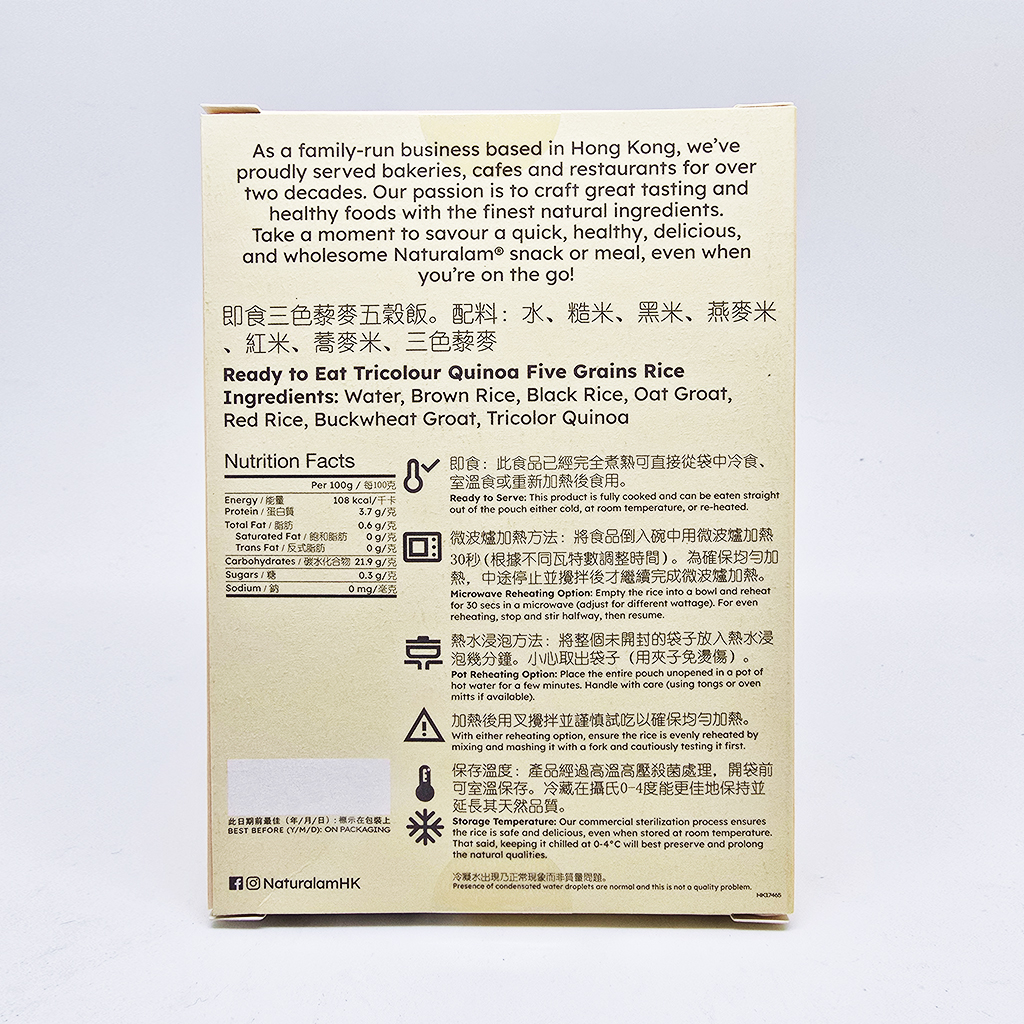 As a family-run business based in Hong Kong, we've
proudly served bakeries, cafes and restaurants for over
two decades. Our passion is to craft great tasting and
healthy foods with the finest natural ingredients.
Take a moment to savour a quick, healthy, delicious,
and wholesome Naturalam® snack or meal, even when
you're on the go!
即食三色藜麥五穀飯。配料：水、糙米、黑米、燕麥米
、紅米、蕎麥米、三色藜麥
Ready to Eat Tricolour Quinoa Five Grains Rice
Ingredients: Water, Brown Rice, Black Rice, Oat Groat,
Red Rice, Buckwheat Groat, Tricolor Quinoa
Nutrition Facts
Per 100g / 每100克
Energy / 能量 108 kcal/千卡
Protein / 蛋白質 3.7 g/克
Total Fat / 脂肪 0.6 g/克
Saturated Fat / 飽和脂肪 0 g/克
Trans Fat / 反式脂肪 0 g/克
Carbohydrates / 碳水化合物 21.9 g/克
Sugars / 糖 0.3 g/克
Sodium / 鈉 0 mg/毫克
即食：此食品已經完全煮熟可直接從袋中冷食、
室溫食或重新加熱後食用。
Ready to Serve: This product is fully cooked and can be eaten straight
out of the pouch either cold, at room temperature, or re-heated.
微波爐加熱方法：將食品倒入碗中用微波爐加熱
30秒(根據不同瓦特數調整時間)。為確保均勻加
熱，中途停止並攪拌後才繼續完成微波爐加熱。
Microwave Reheating Option: Empty the rice into a bowl and reheat
for 30 secs in a microwave (adjust for different wattage). For even
reheating, stop and stir halfway, then resume.
熱水浸泡方法：將整個未開封的袋子放入熱水浸
泡幾分鐘。小心取出袋子（用夾子免燙傷）。
Pot Reheating Option: Place the entire pouch unopened in a pot of
hot water for a few minutes. Handle with care (using tongs or oven
mitts if available).
加熱後用叉攪拌並謹慎試吃以確保均勻加熱。
With either reheating option, ensure the rice is evenly reheated by
mixing and mashing it with a fork and cautiously testing it first.
保存溫度：產品經過高溫高壓殺菌處理，開袋前
可室溫保存。冷藏在攝氏0-4度能更佳地保持並
延長其天然品質。
Storage Temperature: Our commercial sterilization process ensures
the rice is safe and delicious, even when stored at room temperature.
That said, keeping it chilled at 0-4°C will best preserve and prolong
the natural qualities.
冷凝水出現乃正常現象而非質量問題。
Presence of condensated water droplets are normal and this is not a quality problem.
此日期前最佳（年/月/日）：標示在包裝上
BEST BEFORE (Y/M/D): ON PACKAGING
NaturalamHK
HK17465